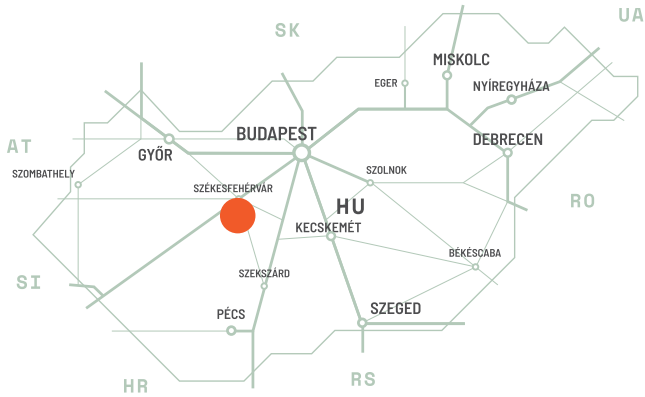 UA
SK
MISKOLC
EGER
NYÍREGYHÁZA
BUDAPEST
DEBRECEN
AT
GYŐR
SZOMBATHELY
SZOLNOK
SZÉKESFEHÉRVÁR
RO
HU
KECSKEMÉT
BÉKÉSCABA
SZEKSZÁRD
SI
PÉCS
SZEGED
RS
HR